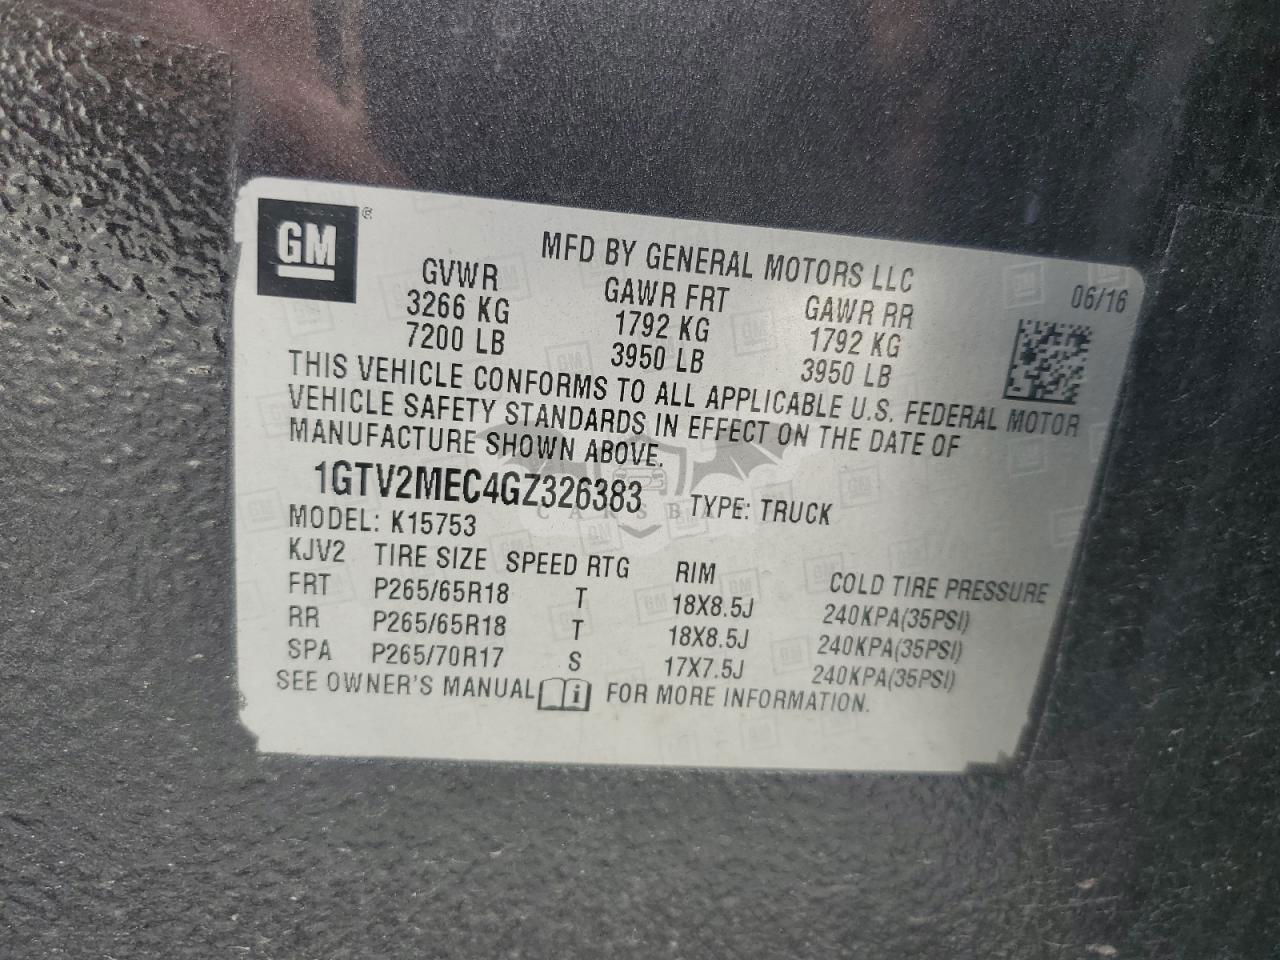 GM ®
MFD BY GENERAL MOTORS LLC
06/16
GVWR GAWR FRT GAWR RR
3266 KG 1792 KG 1792 KG
7200 LB 3950 LB 3950 LB
THIS VEHICLE CONFORMS TO ALL APPLICABLE U.S. FEDERAL MOTOR
VEHICLE SAFETY STANDARDS IN EFFECT ON THE DATE OF
MANUFACTURE SHOWN ABOVE.
1GTV2MEC4GZ326383 TYPE: TRUCK
MODEL: K15753
KJV2 TIRE SIZE SPEED RTG RIM COLD TIRE PRESSURE
FRT P265/65R18 T 18X8.5J 240KPA(35PSI)
RR P265/65R18 T 18X8.5J 240KPA(35PSI)
SPA P265/70R17 S 17X7.5J 240KPA(35PSI)
SEE OWNER'S MANUAL i FOR MORE INFORMATION.